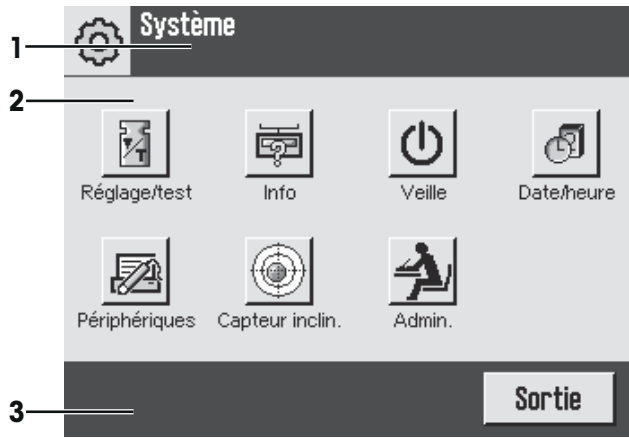 Système
1
2
Réglage/test Info Veille Date/heure
Périphériques Capteur inclin. Admin.
3 Sortie